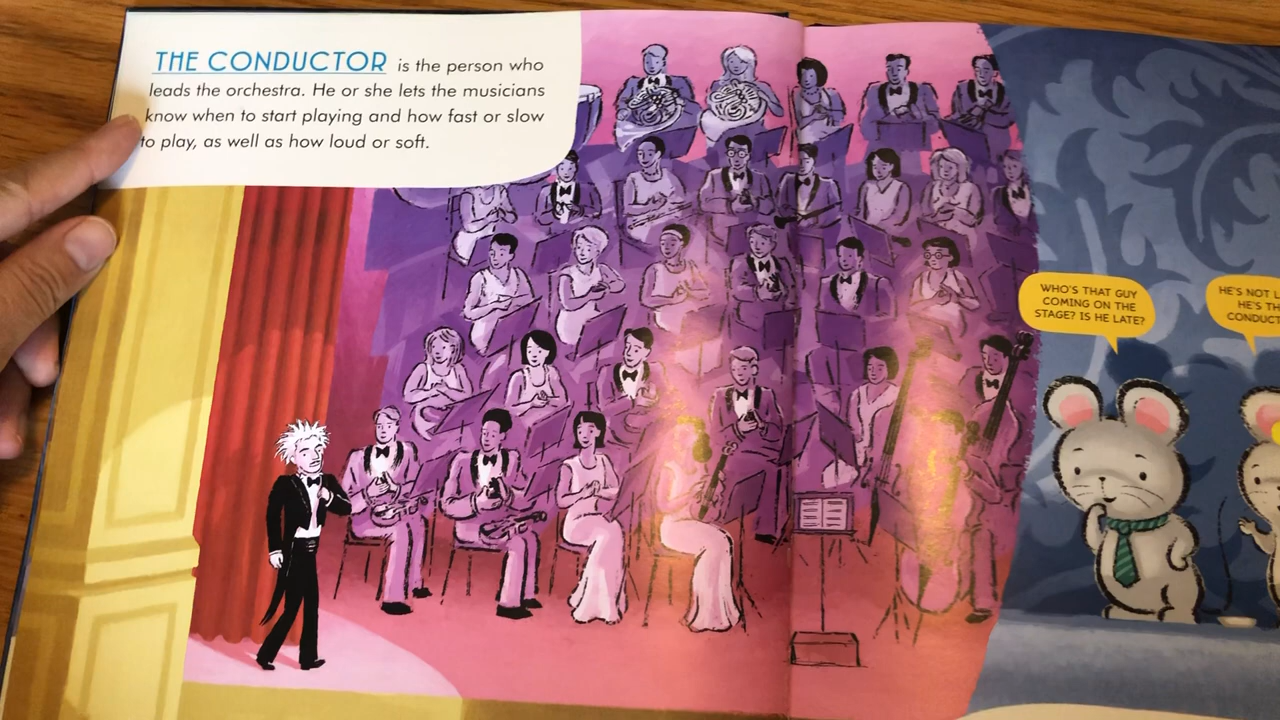 THE CONDUCTOR is the person who
leads the orchestra. He or she lets the musicians
know when to start playing and how fast or slow
to play, as well as how loud or soft.
WHO'S THAT GUY
COMING ON THE
STAGE? IS HE LATE?
HE'S NOT
HE'S